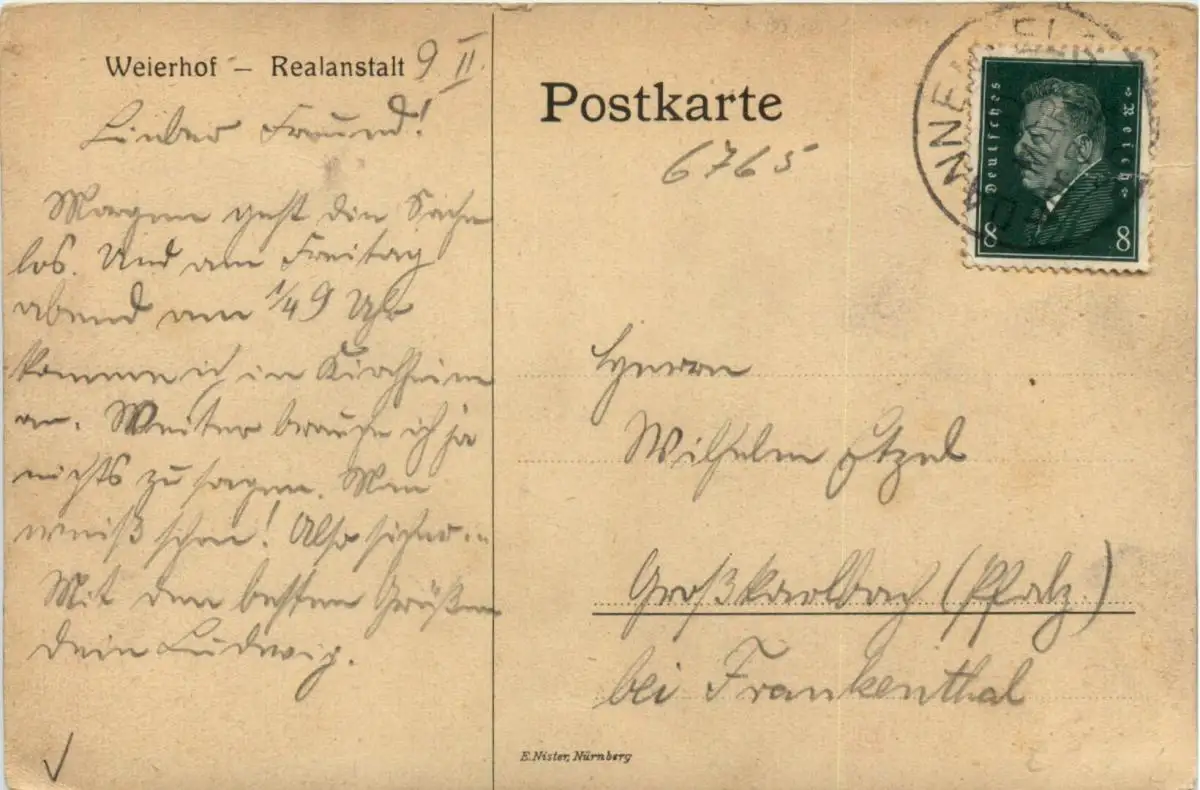 Weierhof – Realanstalt 9 II.
Lieber Freund!
Morgen geht die Sache
los. Und am Freitag
abend um 1/4 9 Uhr
komme ich in Kirchheim
an. Weiter brauche ich ja
nichts zu sagen. Man
weiß schon! Also sicher
Mit den besten Grüßen
dein Ludwig.
Postkarte
6765
Deutsches Reich
8 8
Herrn
Wilhelm Etzel
Großkarlbach (Pfalz.)
bei Frankenthal
E. Nister, Nürnberg